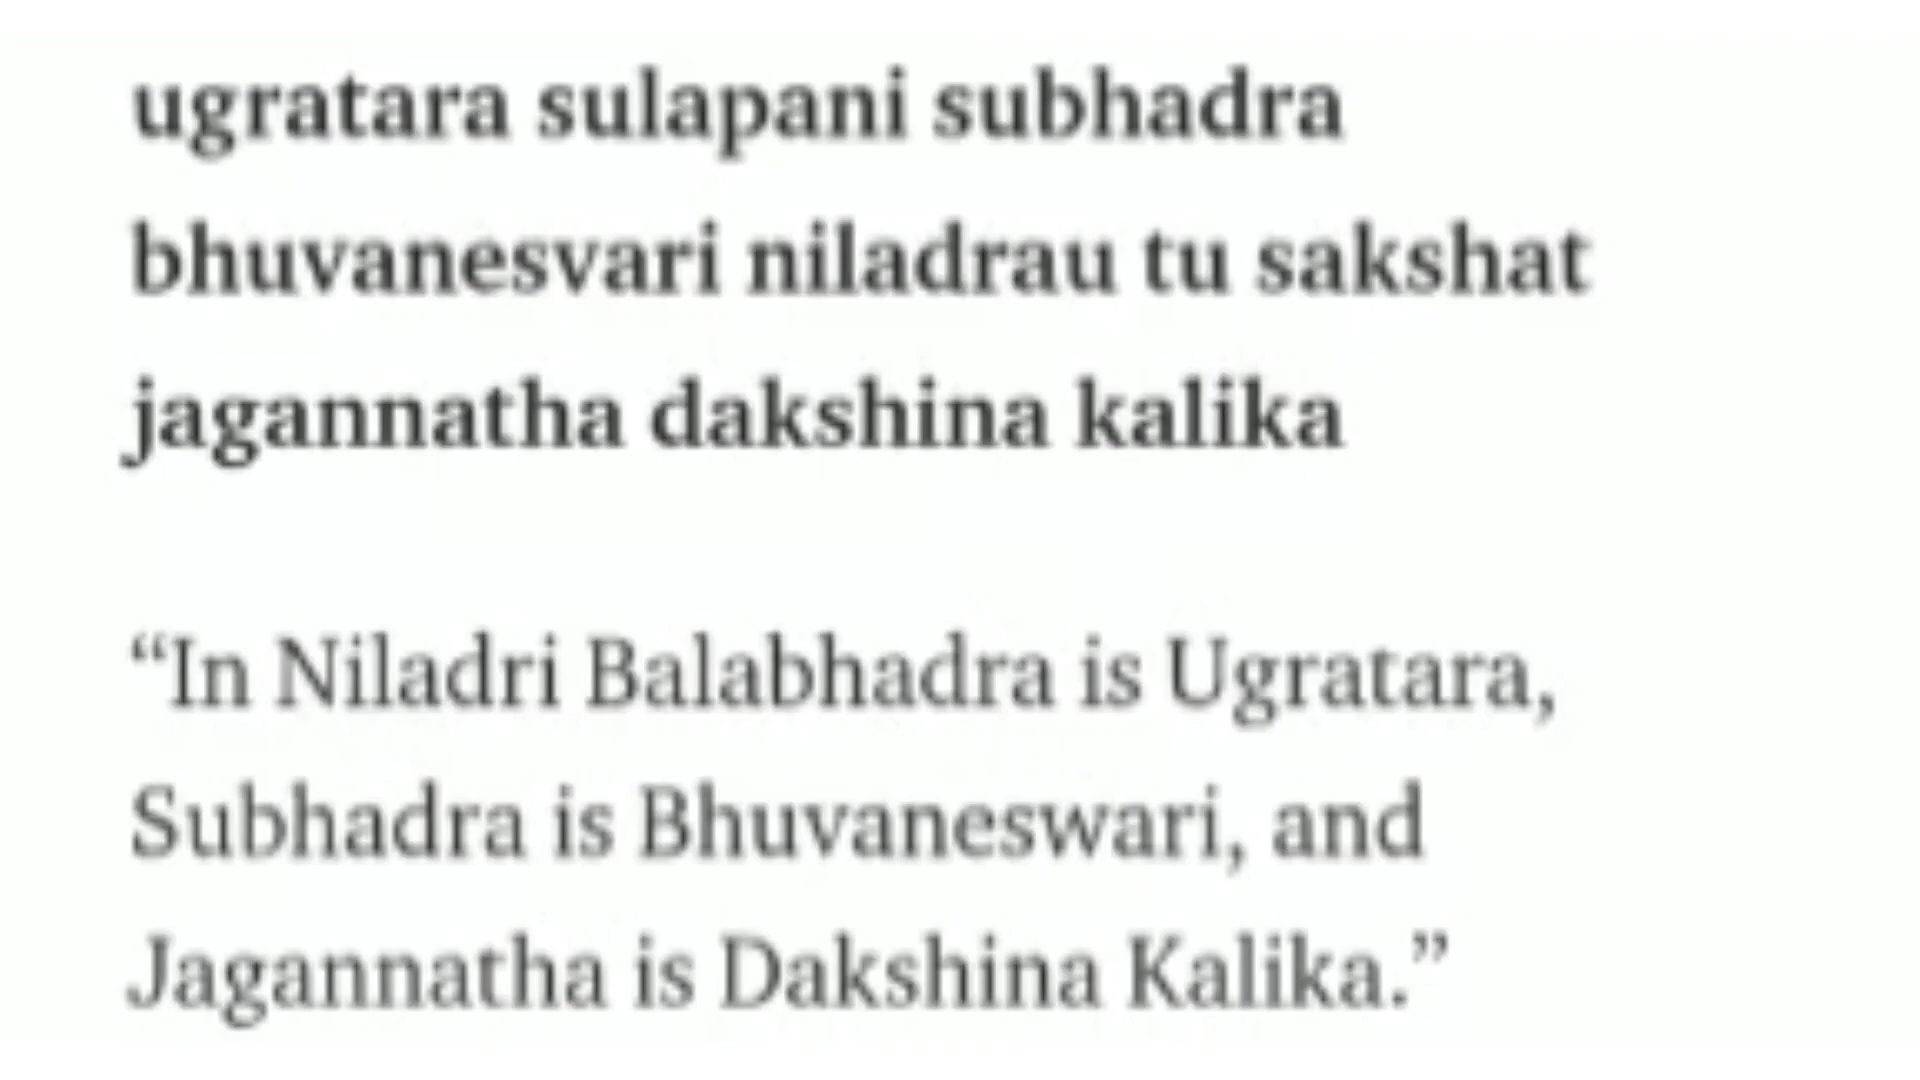 ugratara sulapani subhadra
bhuvanesvari niladrau tu sakshat
jagannatha dakshina kalika
“In Niladri Balabhadra is Ugratara,
Subhadra is Bhuvaneswari, and
Jagannatha is Dakshina Kalika.”